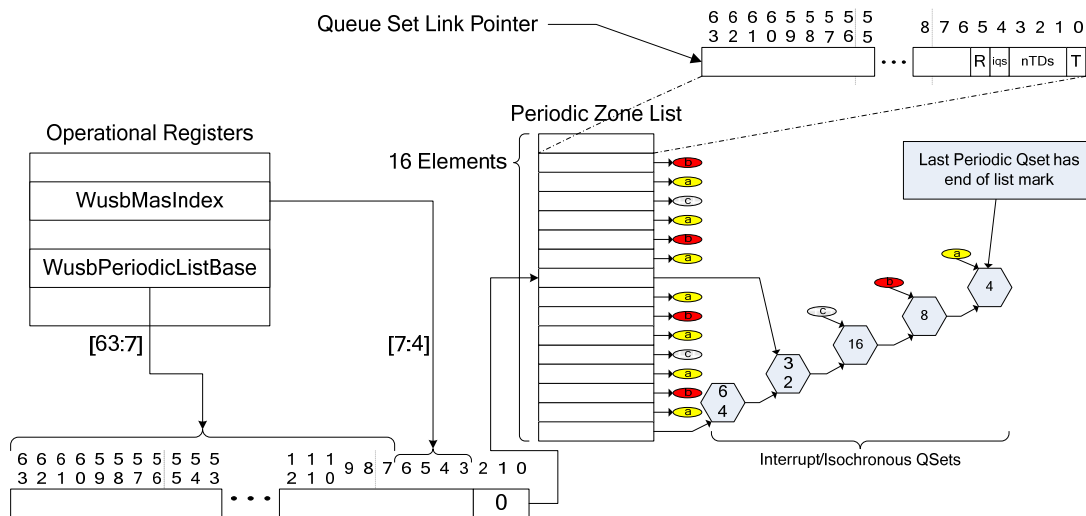 6 6 6 6 5 5 5 5 5
3 2 1 0 9 8 7 6 5
8 7 6 5 4 3 2 1 0
Queue Set Link Pointer
R iqs nTDs T
Periodic Zone List
Operational Registers
16 Elements
WusbMasIndex
WusbPeriodicListBase
[63:7]
[7:4]
b
a
c
a
b
a
a
b
a
c
a
b
a
Last Periodic Qset has
end of list mark
a
4
b
8
c
16
3
2
6
4
Interrupt/Isochronous QSets
6 6 6 6 5 5 5 5 5 5 5
3 2 1 0 9 8 7 6 5 4 3
1 1 1
2 1 0
9 8 7 6 5 4 3 2 1 0
0